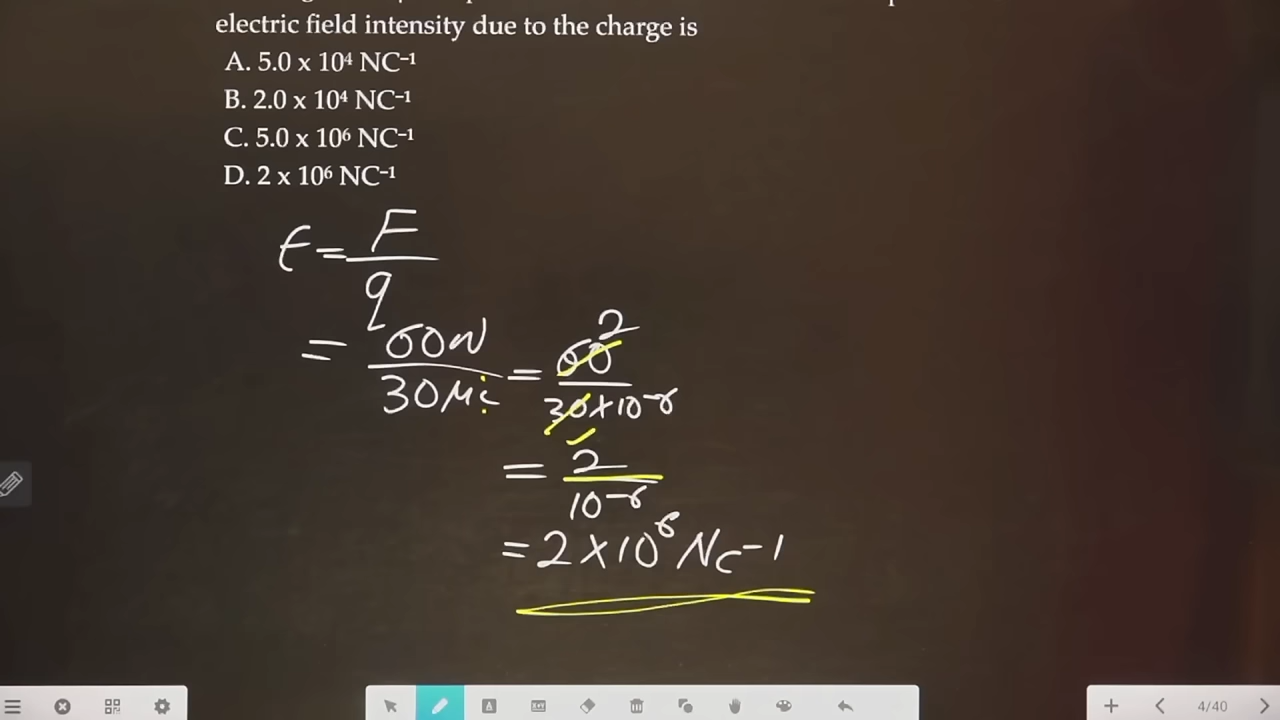 electric field intensity due to the charge is
A. 5.0 x 10⁴ NC⁻¹
B. 2.0 x 10⁴ NC⁻¹
C. 5.0 x 10⁶ NC⁻¹
D. 2 x 10⁶ NC⁻¹
E = F/q
= 60N/30μc = 60/30×10⁻⁶ 2
= 2/10⁻⁶
= 2×10⁶ Nc⁻¹
4/40